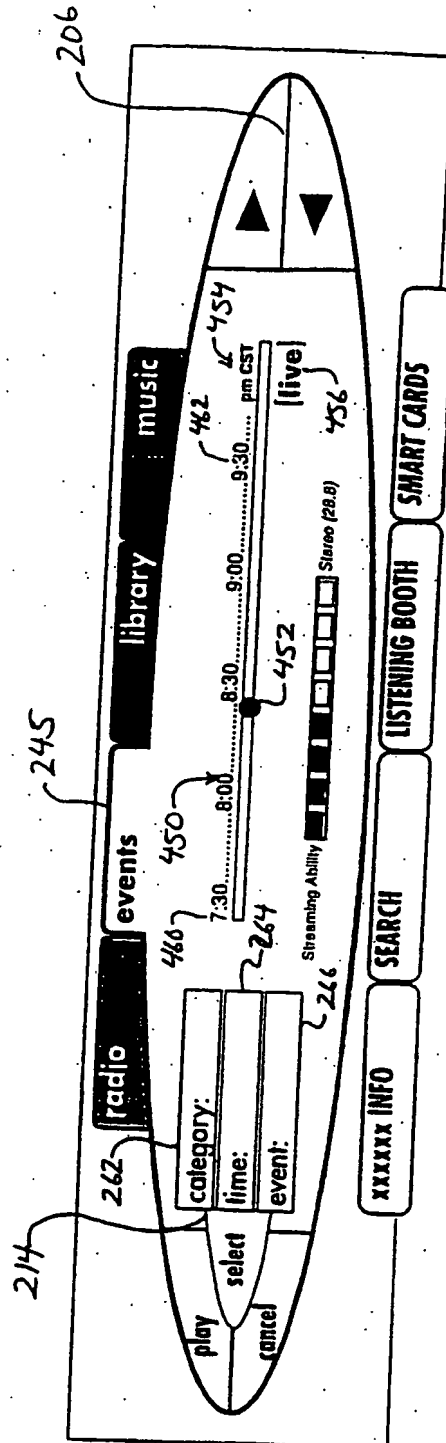 245
206
radio
events
library
music
214
262
play
select
cancel
category:
time:
event:
264
266
460
450
462
454
7:30........8:00........8:30........9:00........9:30..... pm CST
452
[live]
456
Streaming Ability
Stereo (28.8)
xxxxxx INFO
SEARCH
LISTENING BOOTH
SMART CARDS